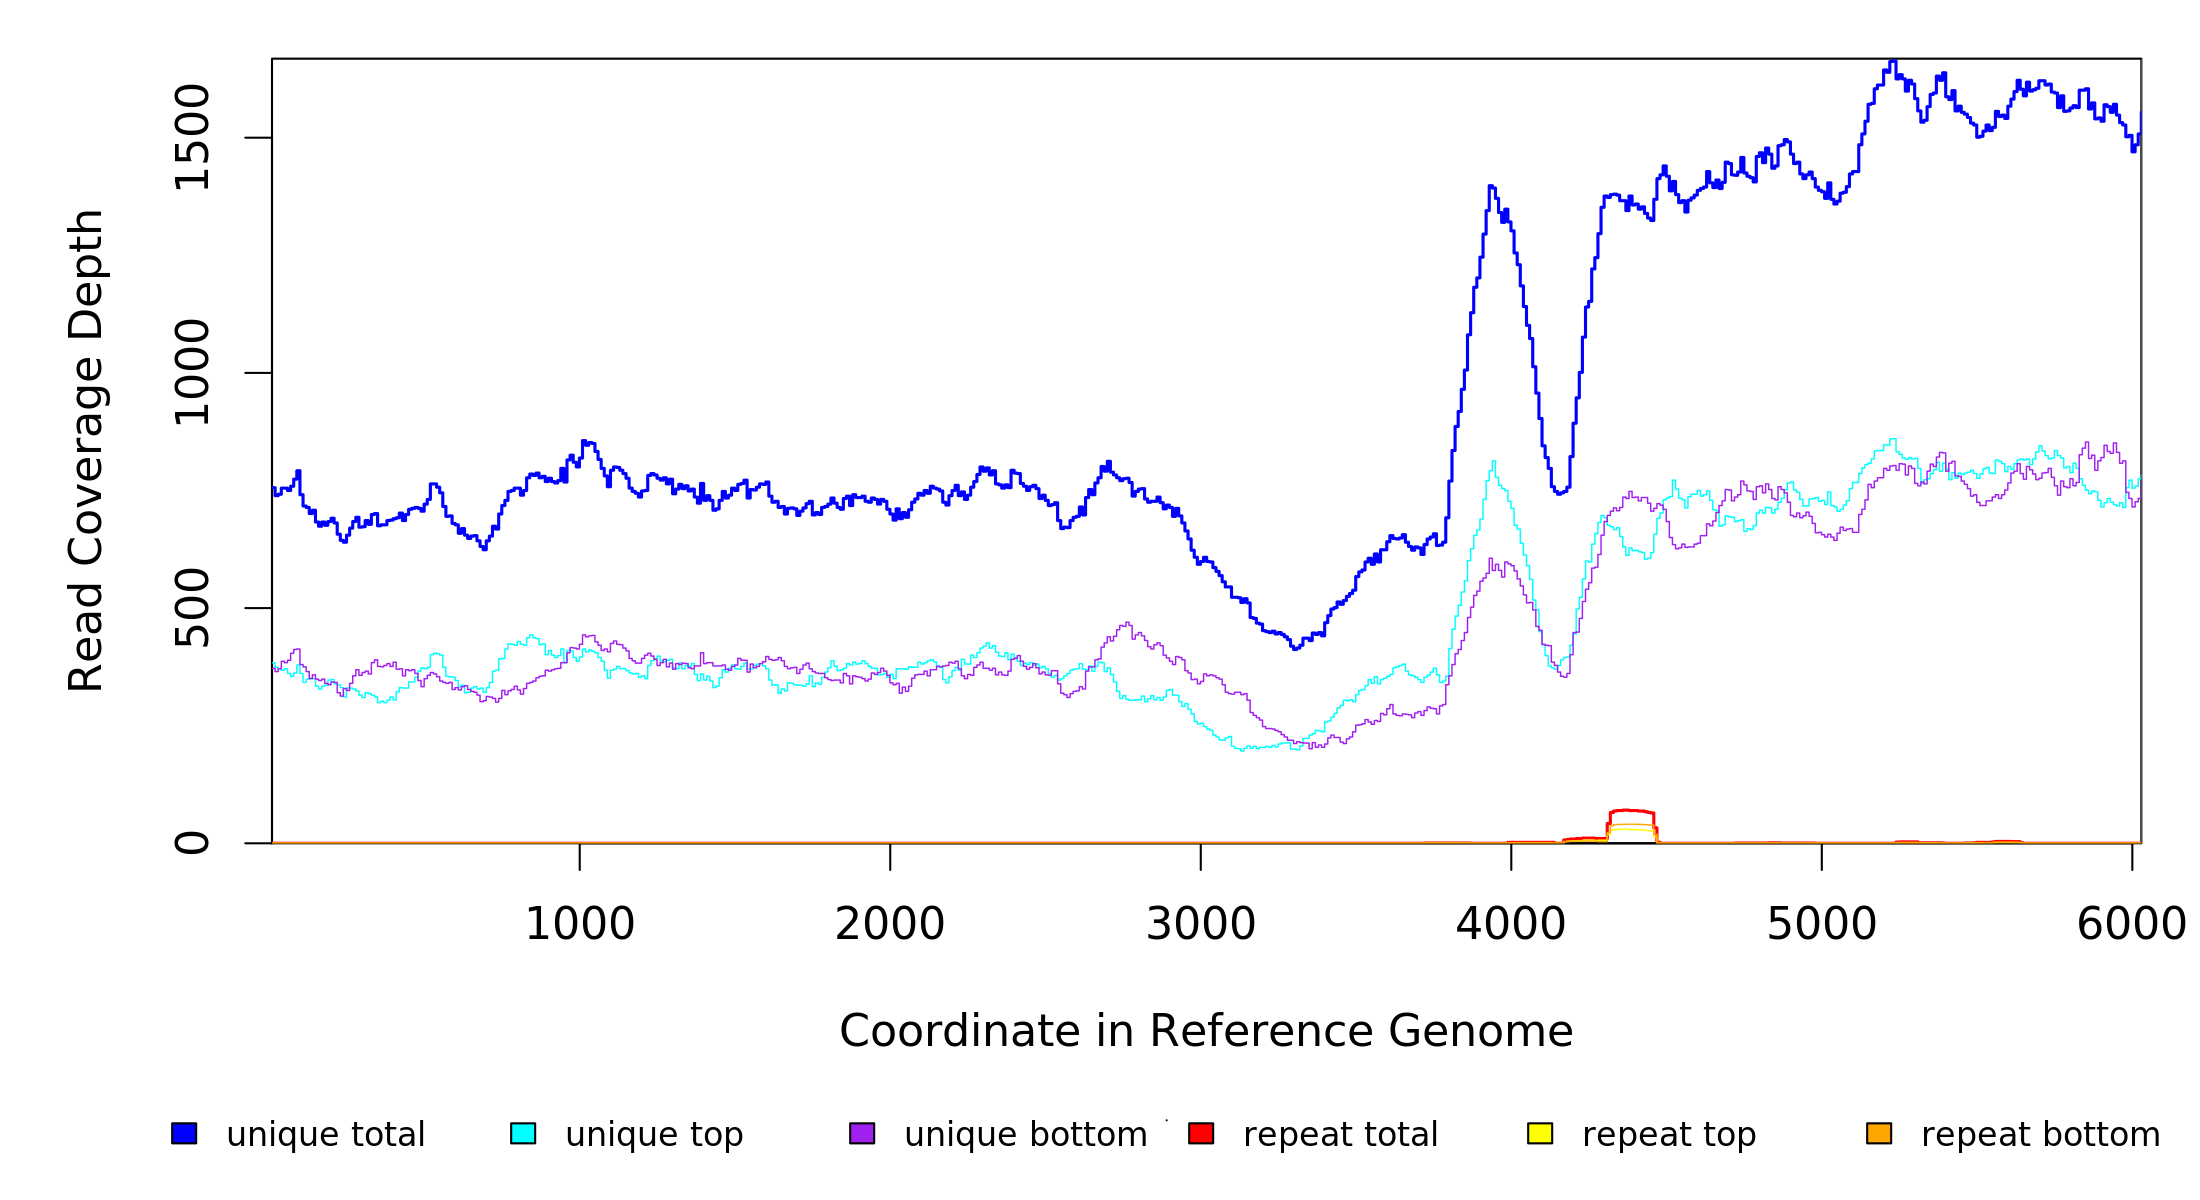 Read Coverage Depth
1500
1000
500
0
1000 2000 3000 4000 5000 6000
Coordinate in Reference Genome
unique total unique top unique bottom repeat total repeat top repeat bottom